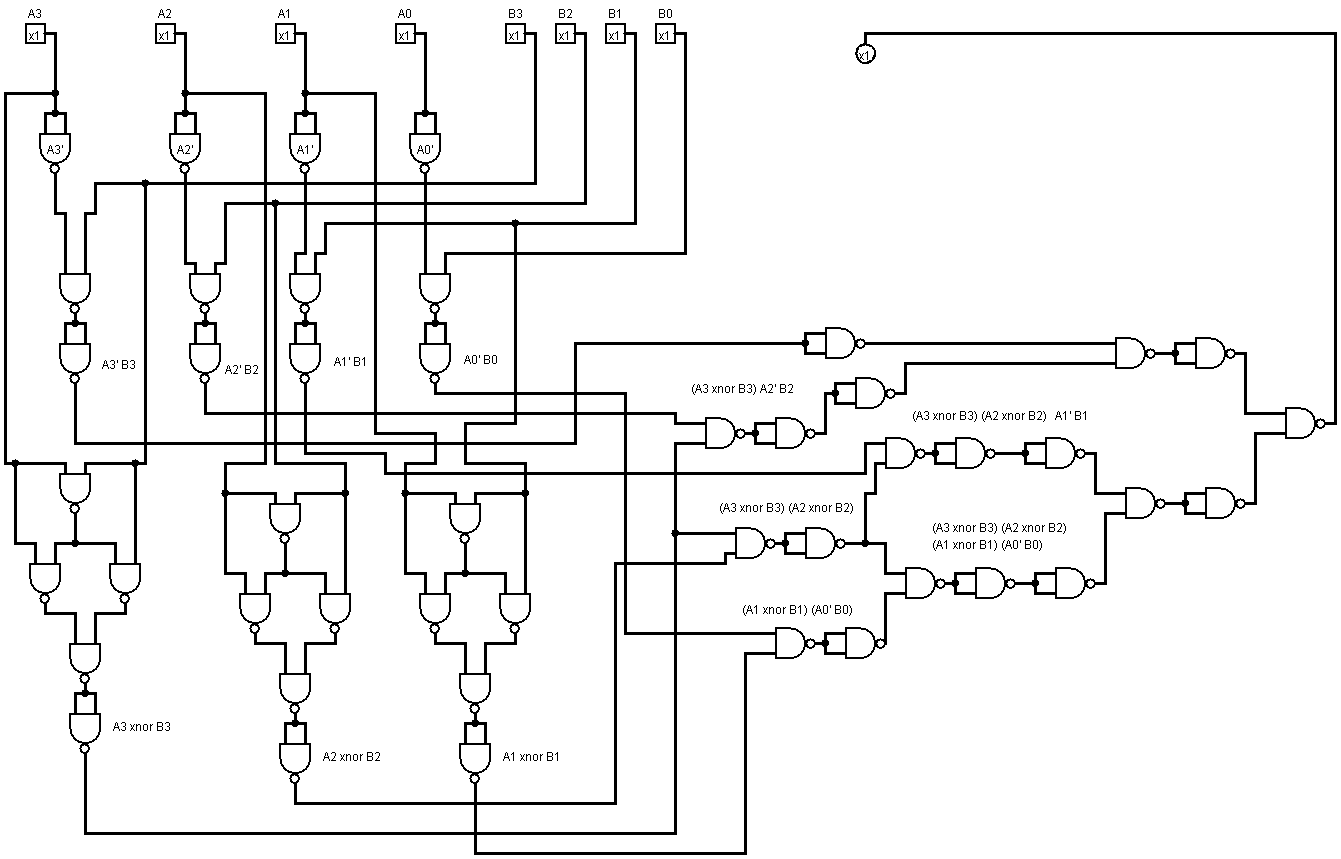 A3 A2 A1 A0 B3 B2 B1 B0
x1 x1 x1 x1 x1 x1 x1 x1
x1
A3' A2' A1' A0'
A3' B3 A2' B2 A1' B1 A0' B0
(A3 xnor B3) A2' B2
(A3 xnor B3) (A2 xnor B2) A1' B1
(A3 xnor B3) (A2 xnor B2)
(A3 xnor B3) (A2 xnor B2)
(A1 xnor B1) (A0' B0)
(A1 xnor B1) (A0' B0)
A3 xnor B3
A2 xnor B2
A1 xnor B1